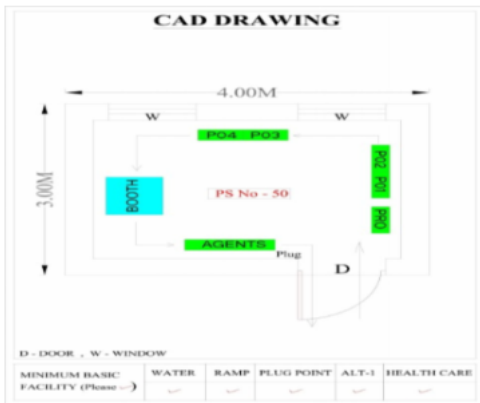 CAD DRAWING
4.00M
3.00M
W
W
PO4 PO3
PO2 PO1
PRO
BOOTH
PS No - 50
AGENTS
Plug
D
D - DOOR , W - WINDOW
MINIMUM BASIC FACILITY (Please ✓) WATER RAMP PLUG POINT ALT-1 HEALTH CARE
✓ ✓ ✓ ✓ ✓